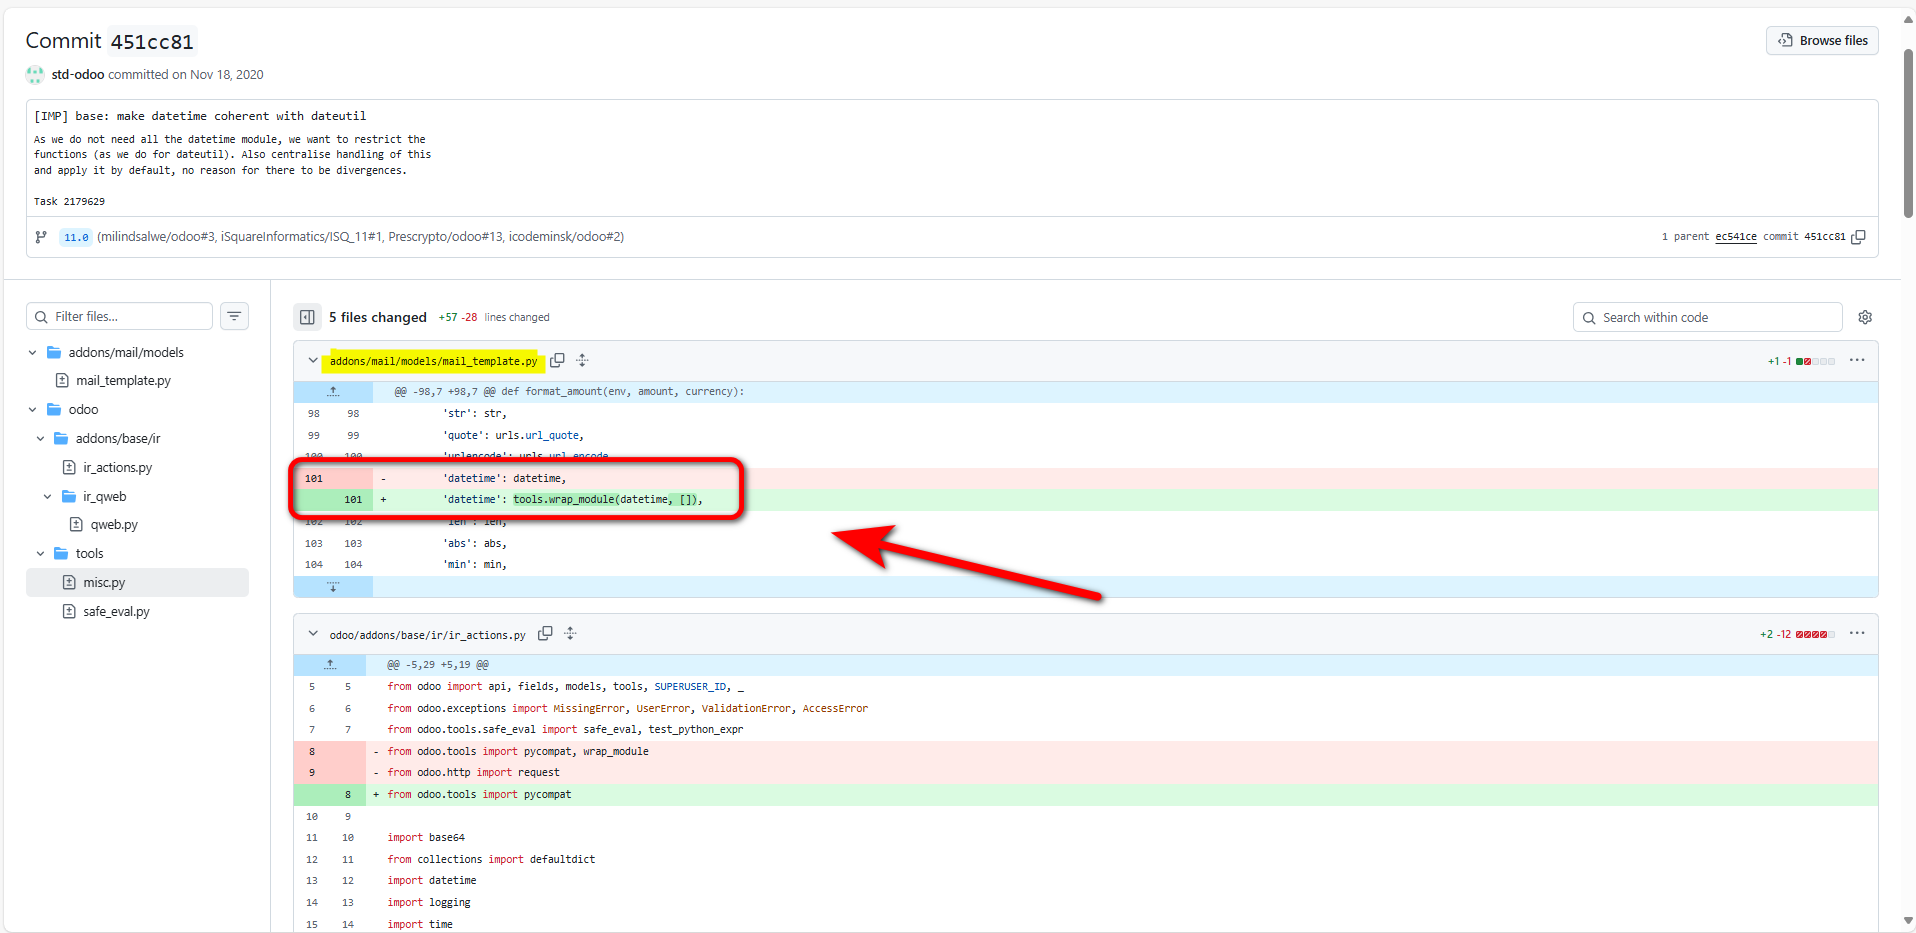 Commit 451cc81
Browse files
std-odoo committed on Nov 18, 2020
[IMP] base: make datetime coherent with dateutil
As we do not need all the datetime module, we want to restrict the
functions (as we do for dateutil). Also centralise handling of this
and apply it by default, no reason for there to be divergences.
Task 2179629
11.0 (milindsalwe/odoo#3, iSquareInformatics/ISQ_11#1, Prescrypto/odoo#13, icodeminsk/odoo#2)
1 parent ec541ce commit 451cc81
Filter files...
addons/mail/models
mail_template.py
odoo
addons/base/ir
ir_actions.py
ir_qweb
qweb.py
tools
misc.py
safe_eval.py
5 files changed +57 -28 lines changed
Search within code
addons/mail/models/mail_template.py
+1 -1
@@ -98,7 +98,7 @@ def format_amount(env, amount, currency):
98 98 'str': str,
99 99 'quote': urls.url_quote,
100 100 'urlencode': urls.url_encode,
101 - 'datetime': datetime,
101 + 'datetime': tools.wrap_module(datetime, []),
102 102 'len': len,
103 103 'abs': abs,
104 104 'min': min,
odoo/addons/base/ir/ir_actions.py
+2 -12
@@ -5,29 +5,19 @@
5 5 from odoo import api, fields, models, tools, SUPERUSER_ID, _
6 6 from odoo.exceptions import MissingError, UserError, ValidationError, AccessError
7 7 from odoo.tools.safe_eval import safe_eval, test_python_expr
8 - from odoo.tools import pycompat, wrap_module
9 - from odoo.http import request
8 + from odoo.tools import pycompat
10 9
11 10 import base64
12 11 from collections import defaultdict
13 12 import datetime
14 13 import logging
15 14 import time